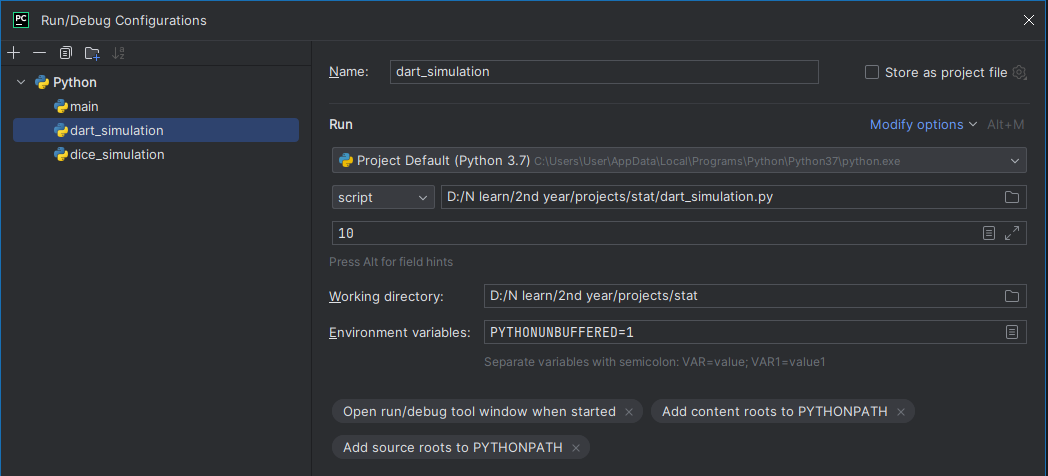 PC Run/Debug Configurations
Python
main
dart_simulation
dice_simulation
Name: dart_simulation Store as project file
Run Modify options Alt+M
Project Default (Python 3.7) C:\Users\User\AppData\Local\Programs\Python\Python37\python.exe
script D:/N learn/2nd year/projects/stat/dart_simulation.py
10
Press Alt for field hints
Working directory: D:/N learn/2nd year/projects/stat
Environment variables: PYTHONUNBUFFERED=1
Separate variables with semicolon: VAR=value; VAR1=value1
Open run/debug tool window when started × Add content roots to PYTHONPATH ×
Add source roots to PYTHONPATH ×